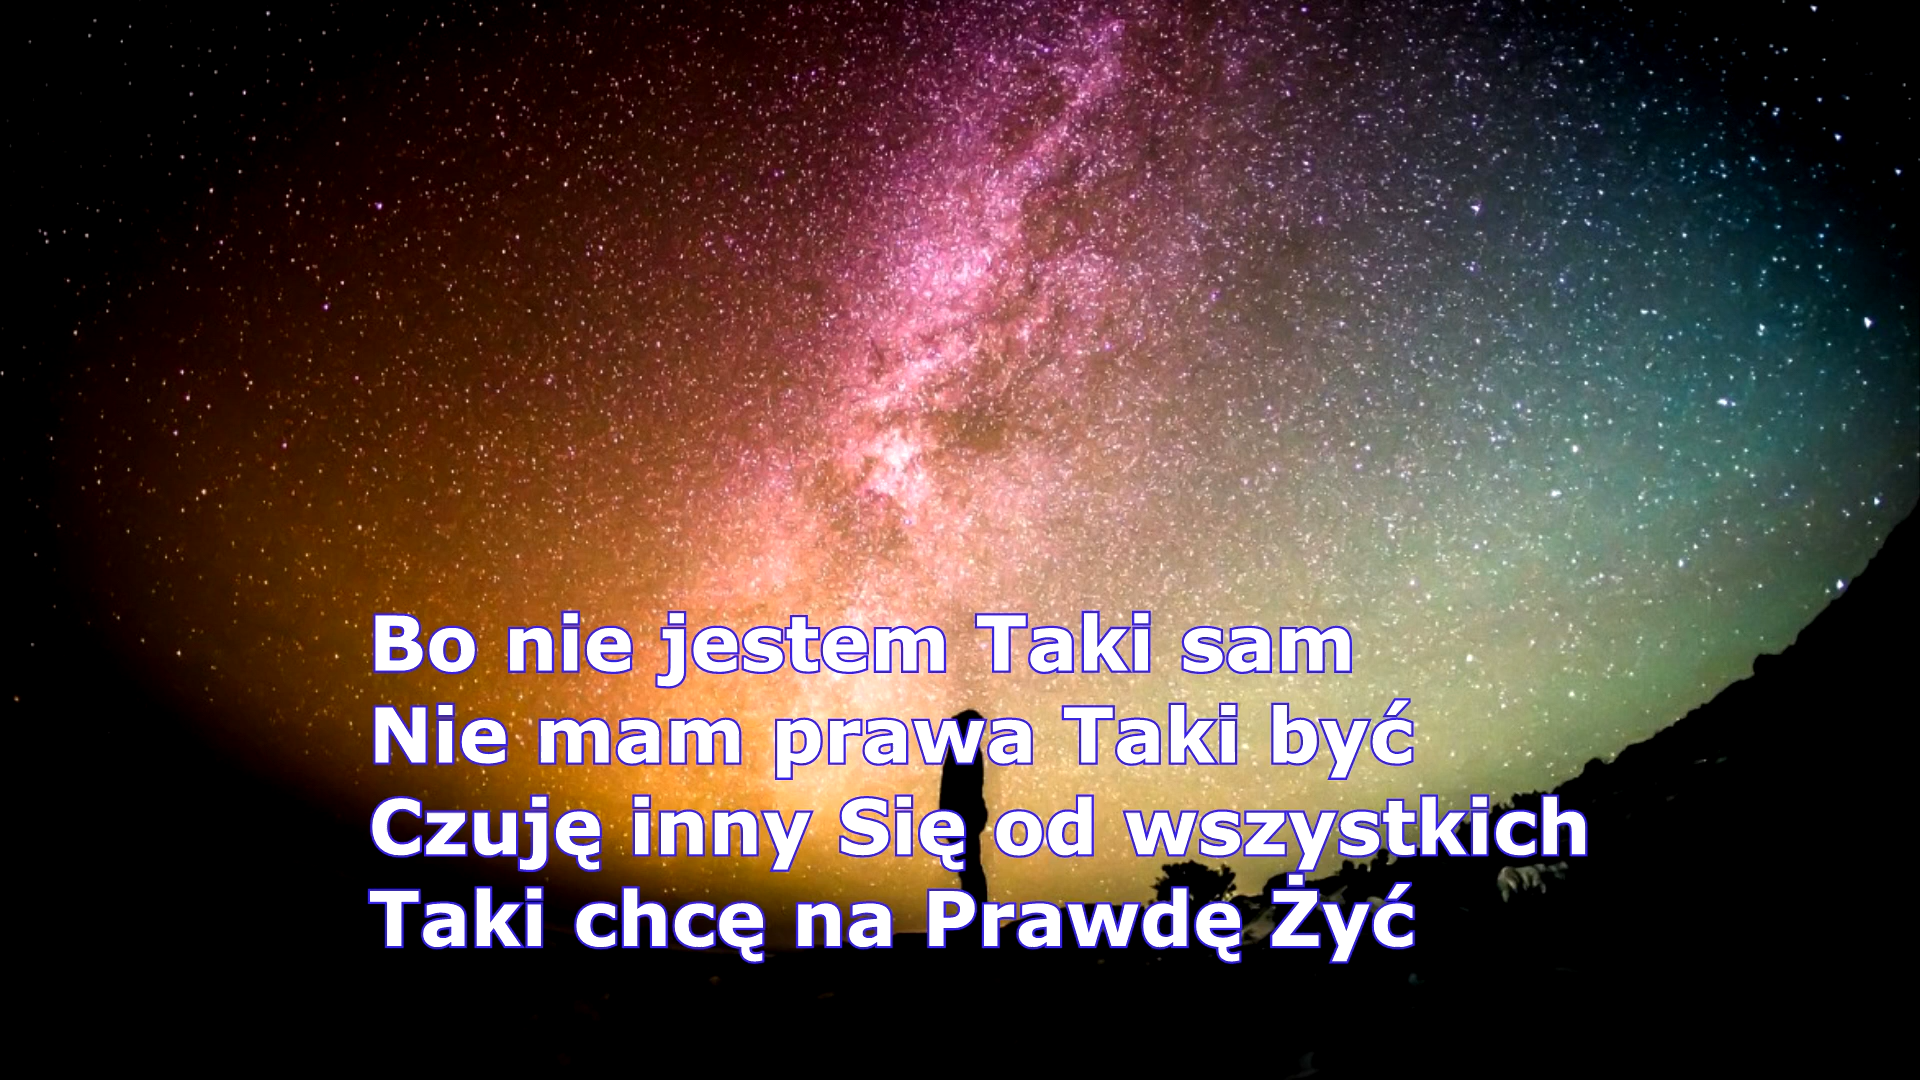 Bo nie jestem Taki sam
Nie mam prawa Taki być
Czuję inny Się od wszystkich
Taki chcę na Prawdę Żyć